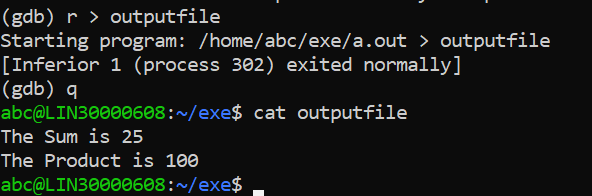 (gdb) r > outputfile
Starting program: /home/abc/exe/a.out > outputfile
[Inferior 1 (process 302) exited normally]
(gdb) q
abc@LIN30000608:~/exe$ cat outputfile
The Sum is 25
The Product is 100
abc@LIN30000608:~/exe$